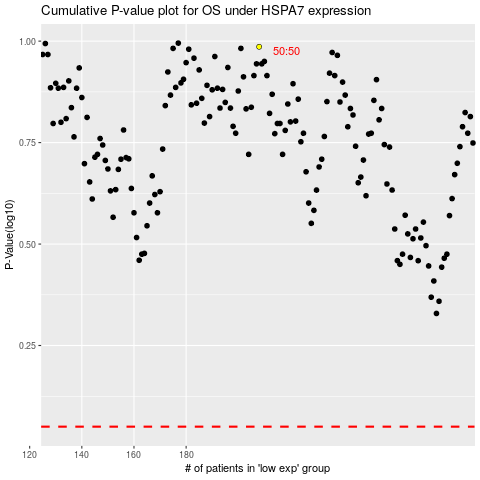 Cumulative P-value plot for OS under HSPA7 expression
1.00
50:50
0.75
0.50
0.25
P-Value(log10)
120 140 160 180
# of patients in 'low exp' group